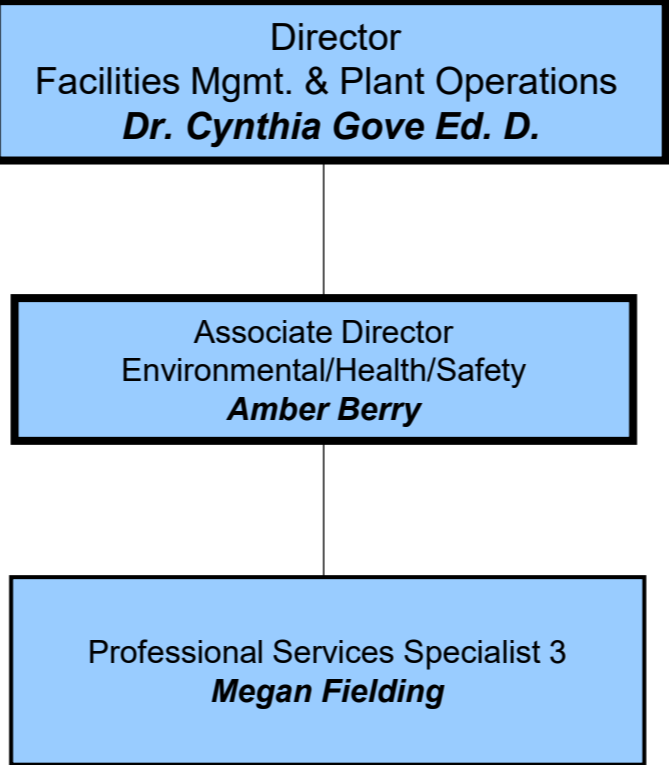 Director
Facilities Mgmt. & Plant Operations
Dr. Cynthia Gove Ed. D.
Associate Director
Environmental/Health/Safety
Amber Berry
Professional Services Specialist 3
Megan Fielding